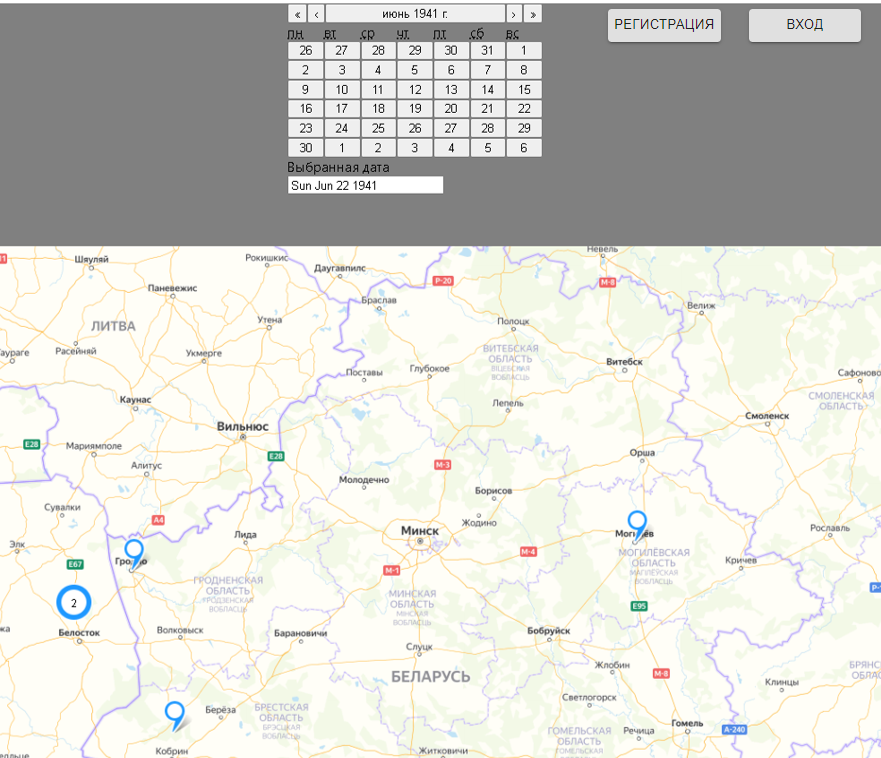 « ‹ июнь 1941 г. › »
РЕГИСТРАЦИЯ
ВХОД
пн вт ср чт пт сб вс
26 27 28 29 30 31 1
2 3 4 5 6 7 8
9 10 11 12 13 14 15
16 17 18 19 20 21 22
23 24 25 26 27 28 29
30 1 2 3 4 5 6
Выбранная дата
Sun Jun 22 1941
Невель
Шяуляй
Рокишкис
Даугавпилс
P-20
М-8
Паневежис
Браслав
Велиж
ЛИТВА
Утена
Полоцк
Расейняй
Укмерге
ВИТЕБСКАЯ
ОБЛАСТЬ
ВІЦЕБСКАЯ
ВОБЛАСЦЬ
Витебск
Поставы
Глубокое
Сафоново
Каунас
Лепель
СМОЛЕНСКАЯ
ОБЛАСТЬ
Смоленск
Вильнюс
E28
Мариямполе
E28
Орша
Алитус
М-3
Молодечно
Борисов
Сувалки
А4
Жодино
Минск
Могилёв
Рославль
Лида
Элк
М-4
МОГИЛЁВСКАЯ
ОБЛАСТЬ
МАГІЛЁЎСКАЯ
ВОБЛАСЦЬ
Кричев
Гродно
E67
М-1
ГРОДНЕНСКАЯ
ОБЛАСТЬ
ГРОДЗЕНСКАЯ
ВОБЛАСЦЬ
МИНСКАЯ
ОБЛАСТЬ
МІНСКАЯ
ВОБЛАСЦЬ
2
E95
Белосток
Волковыск
Барановичи
Бобруйск
Слуцк
Жлобин
М-8
БЕЛАРУСЬ
Клинцы
Светлогорск
Берёза
БРЕСТСКАЯ
ОБЛАСТЬ
БРЭСЦКАЯ
ВОБЛАСЦЬ
Гомель
А-240
Речица
ГОМЕЛЬСКАЯ
ОБЛАСТЬ
Кобрин
Житковичи